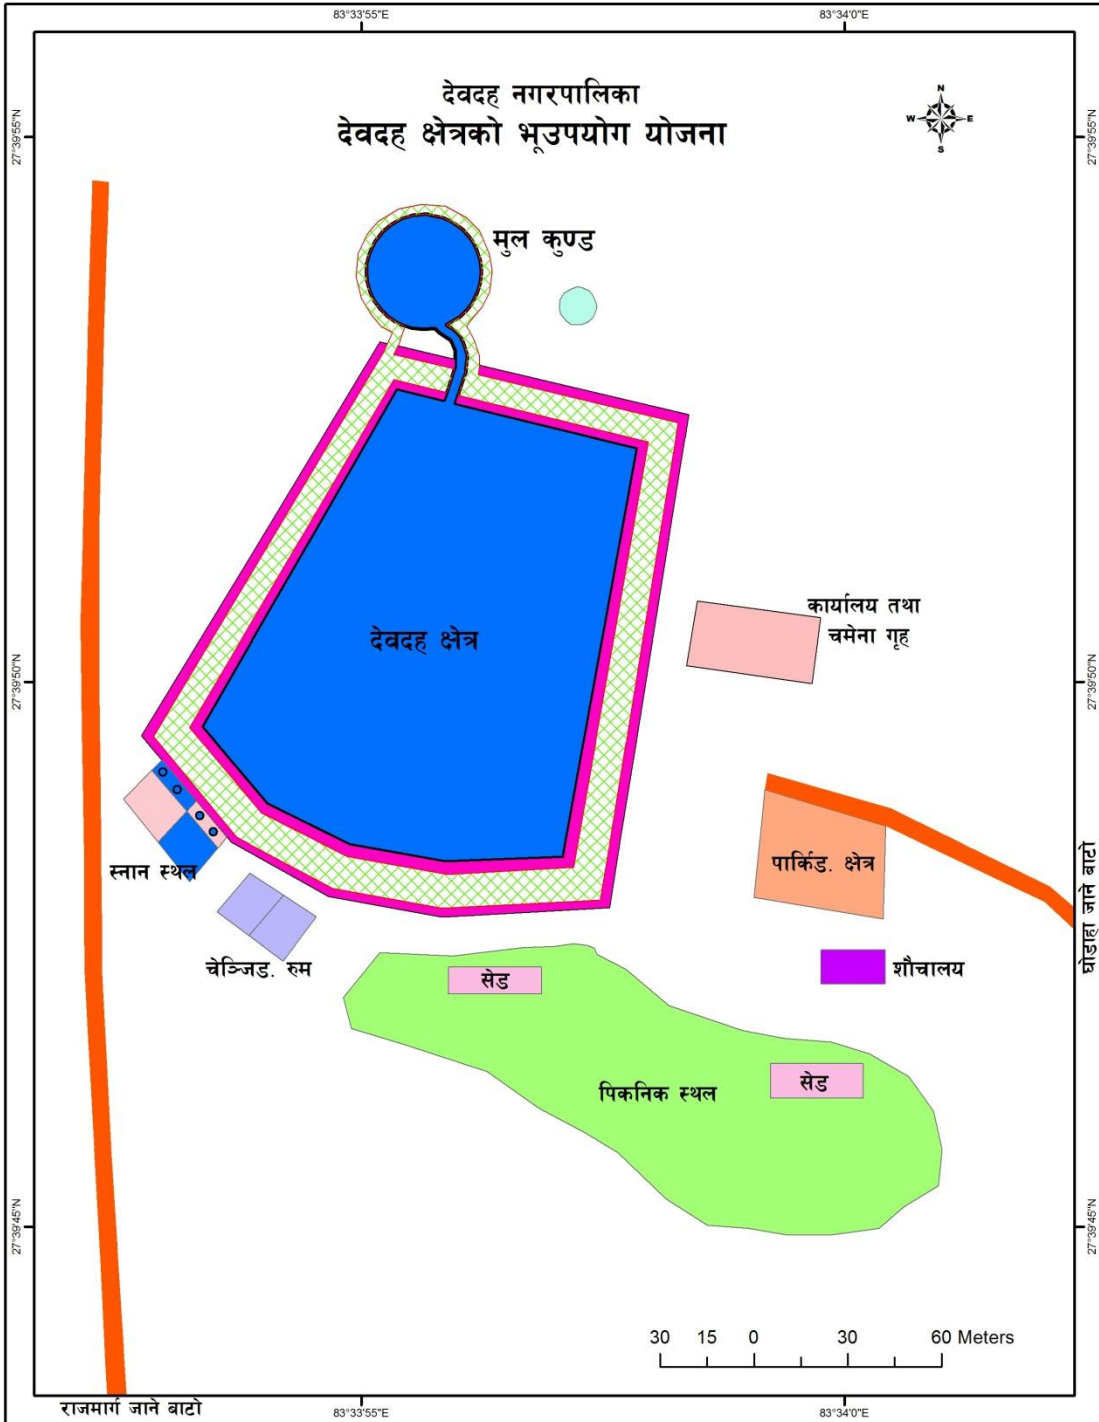 83°33'55"E
83°34'0"E
देवदह नगरपालिका
देवदह क्षेत्रको भूउपयोग योजना
N
W
E
S
27°39'55"N
27°39'55"N
मुल कुण्ड
कार्यालय तथा
चमेना गृह
देवदह क्षेत्र
27°39'50"N
27°39'50"N
पार्किङ. क्षेत्र
स्नान स्थल
घोडाहा जाने बाटो
चेञ्जिङ. रुम
शौचालय
सेड
सेड
पिकनिक स्थल
27°39'45"N
27°39'45"N
30 15 0 30 60 Meters
राजमार्ग जाने बाटो
83°33'55"E
83°34'0"E